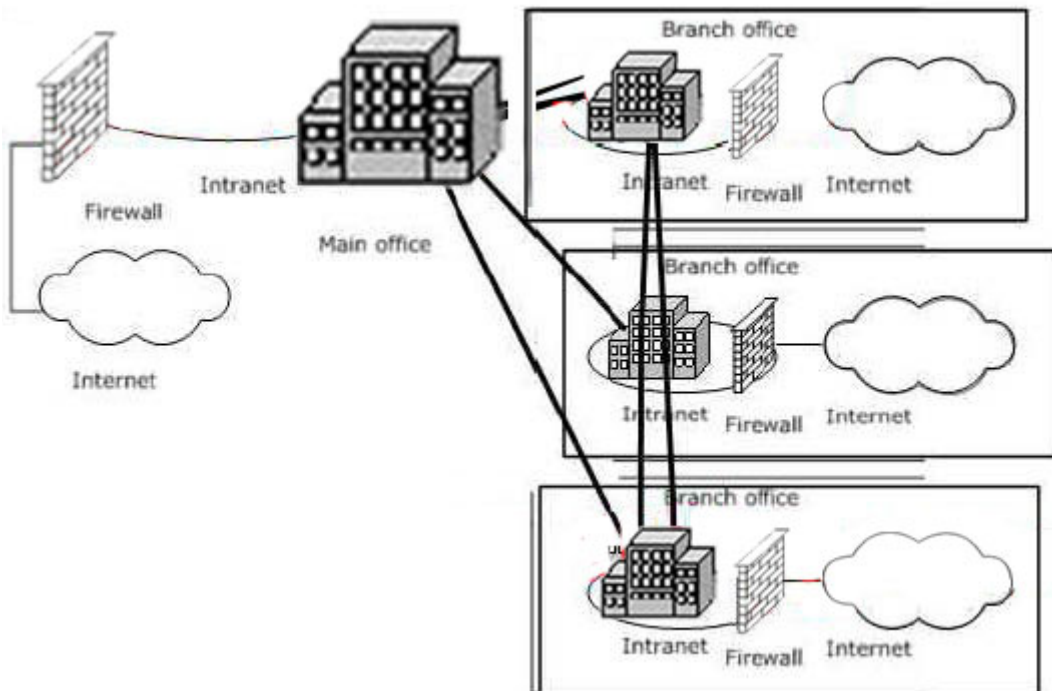 Branch office
Intranet
Firewall
Internet
Intranet
Firewall
Main office
Internet
Branch office
Intranet
Firewall
Internet
Branch office
Intranet
Firewall
Internet